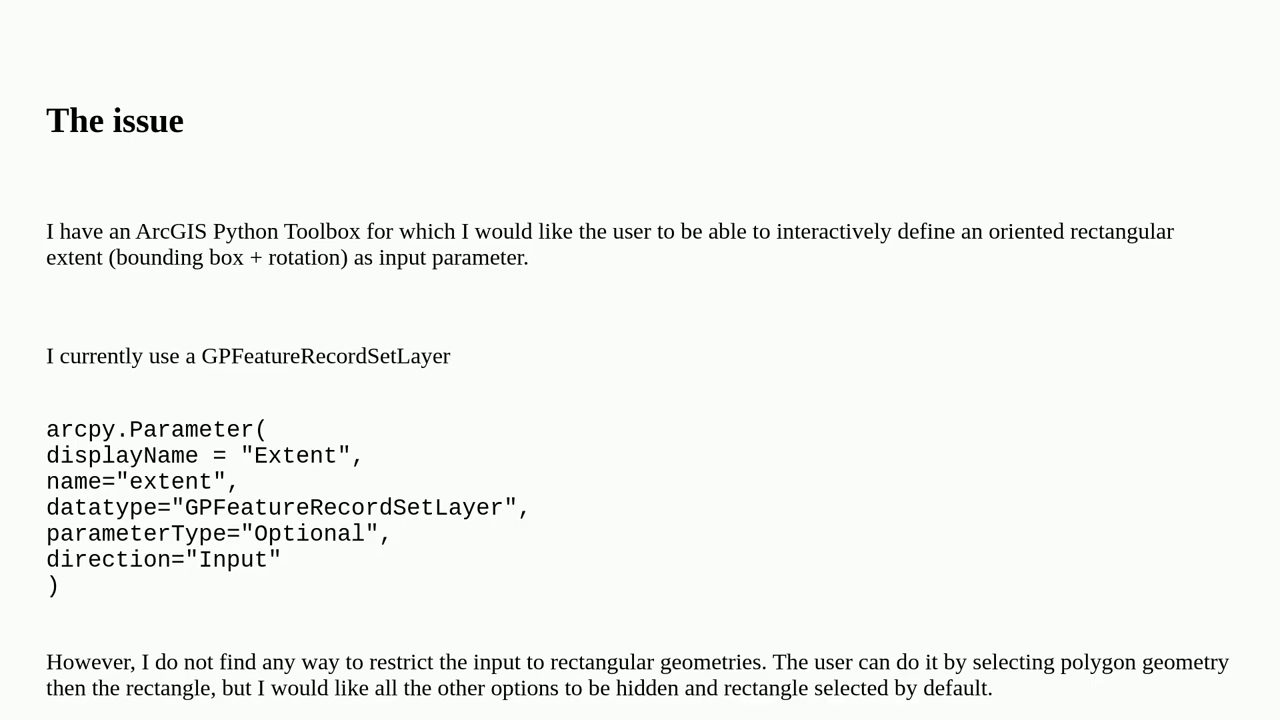 The issue
I have an ArcGIS Python Toolbox for which I would like the user to be able to interactively define an oriented rectangular
extent (bounding box + rotation) as input parameter.
I currently use a GPFeatureRecordSetLayer
arcpy.Parameter(
displayName = "Extent",
name="extent",
datatype="GPFeatureRecordSetLayer",
parameterType="Optional",
direction="Input"
)
However, I do not find any way to restrict the input to rectangular geometries. The user can do it by selecting polygon geometry
then the rectangle, but I would like all the other options to be hidden and rectangle selected by default.